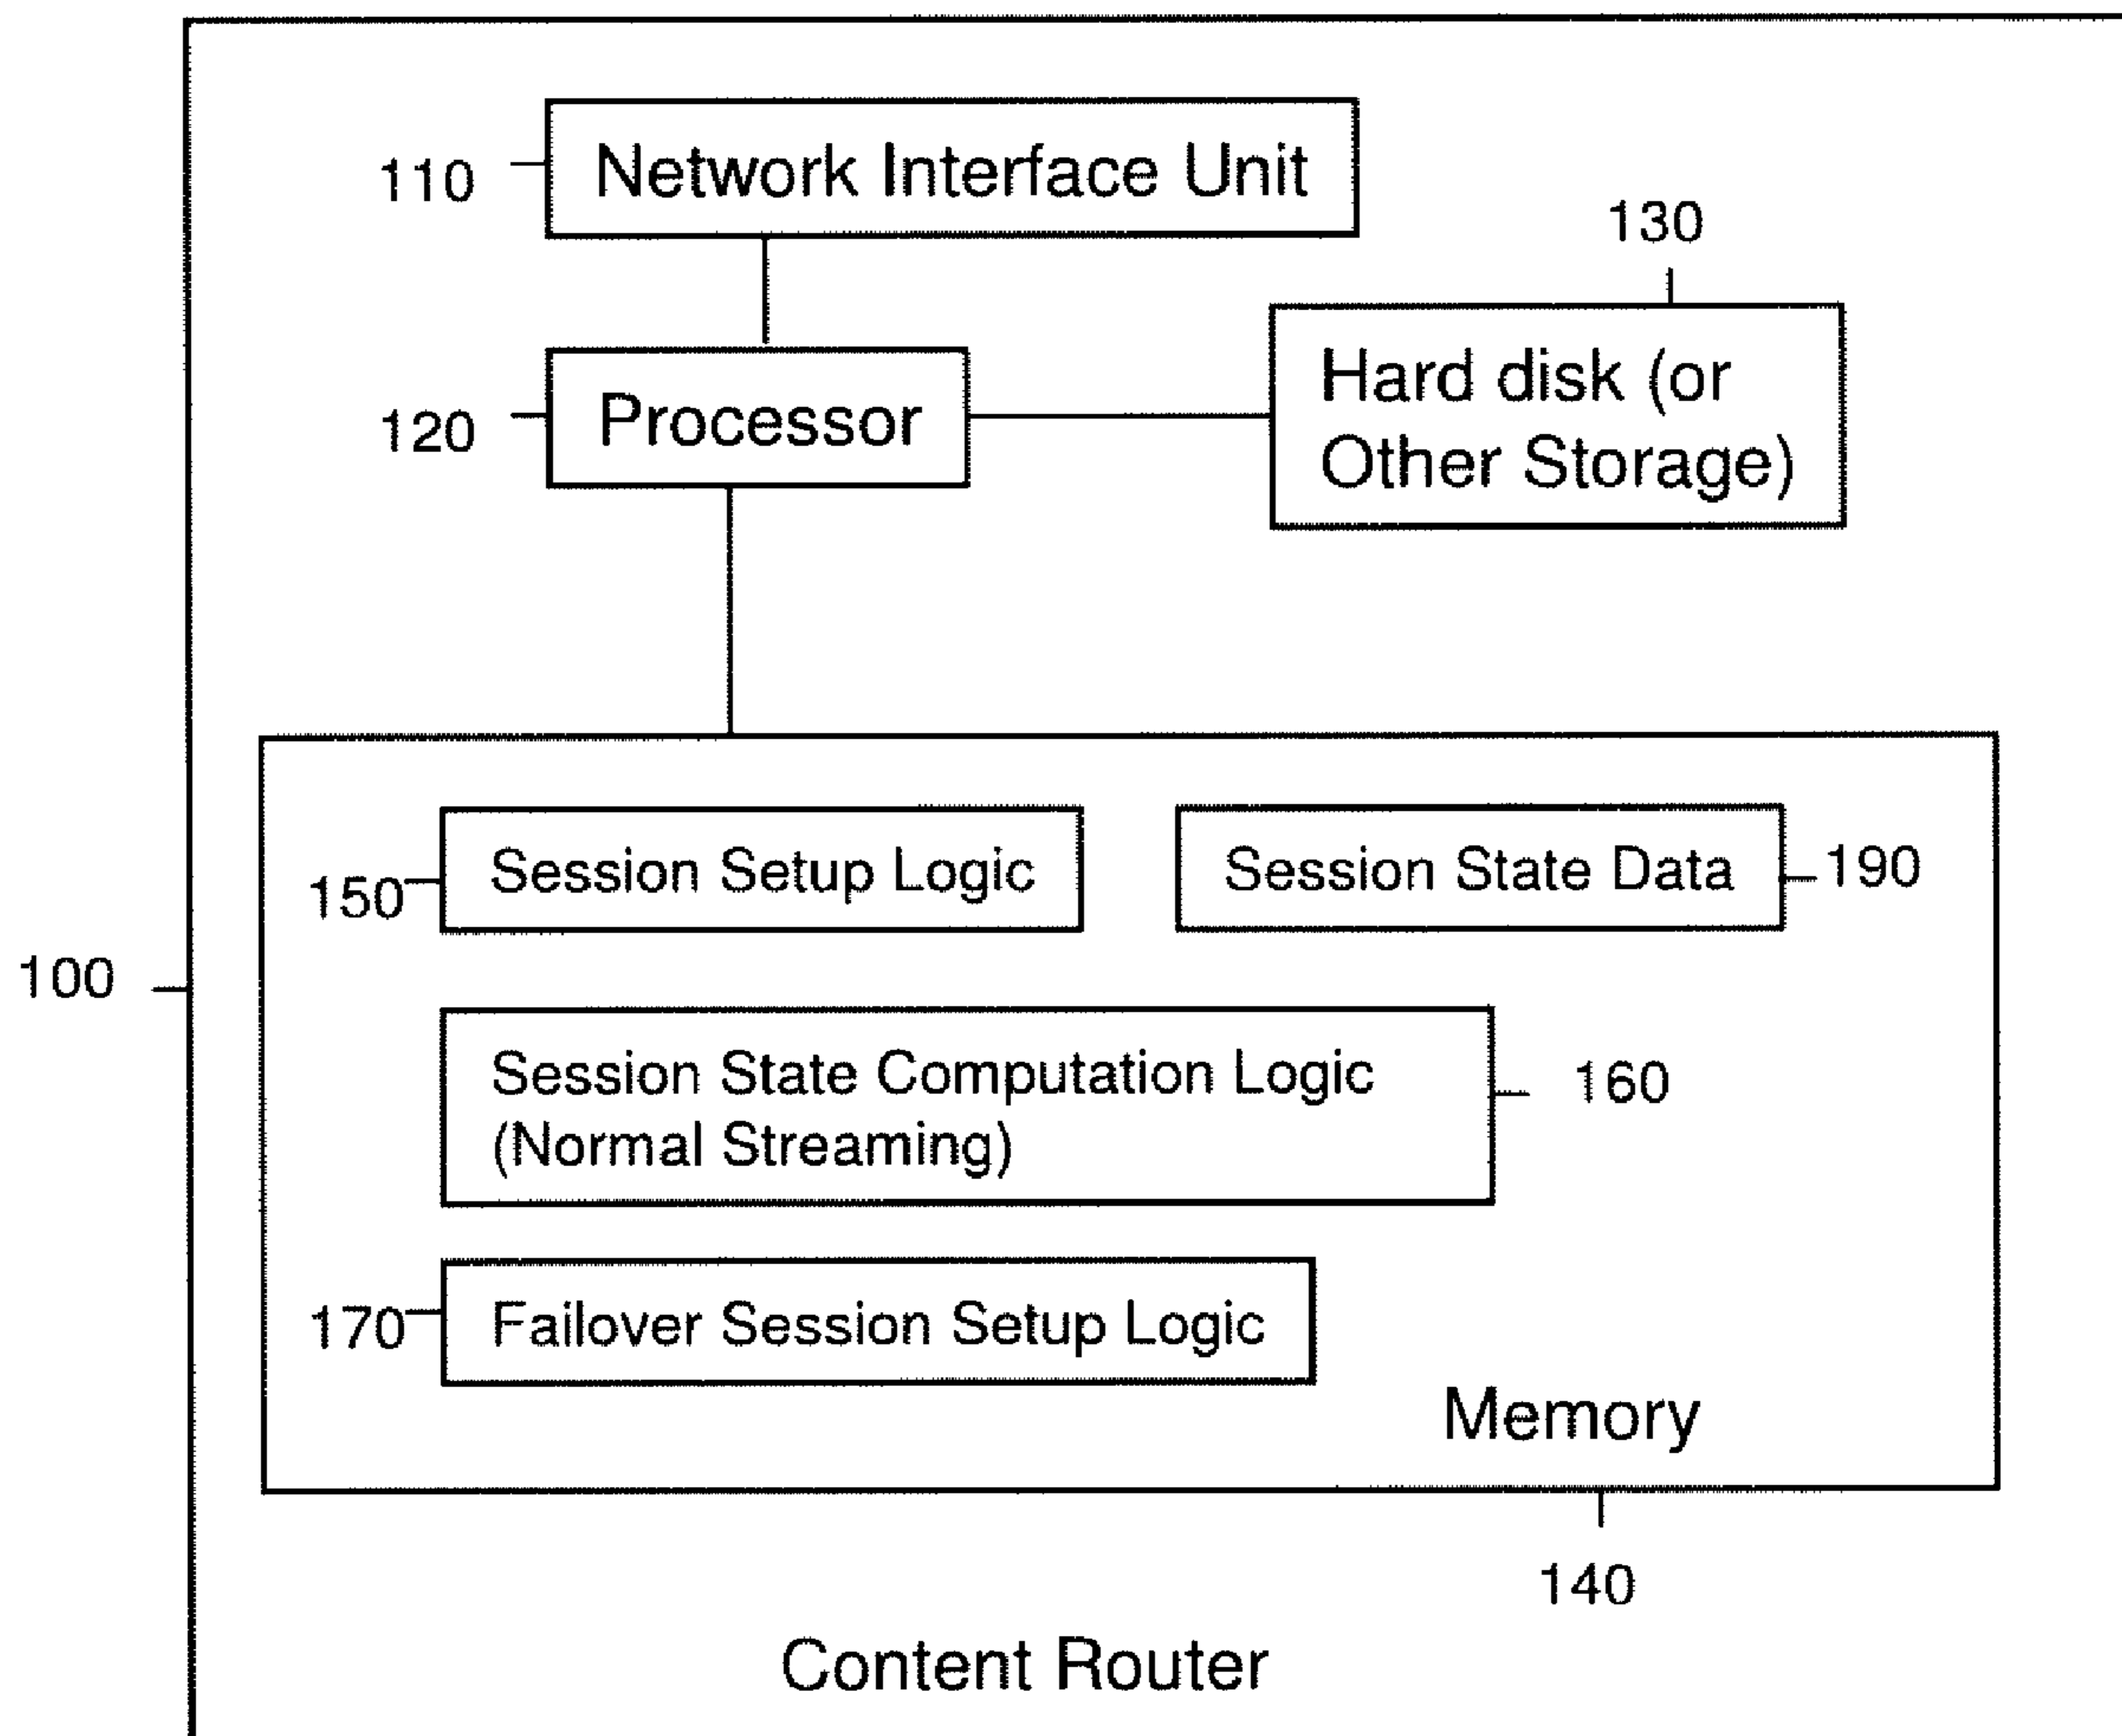 110
Network Interface Unit
130
120
Processor
Hard disk (or
Other Storage)
150
Session Setup Logic
Session State Data
190
100
Session State Computation Logic
(Normal Streaming)
160
170
Failover Session Setup Logic
Memory
140
Content Router